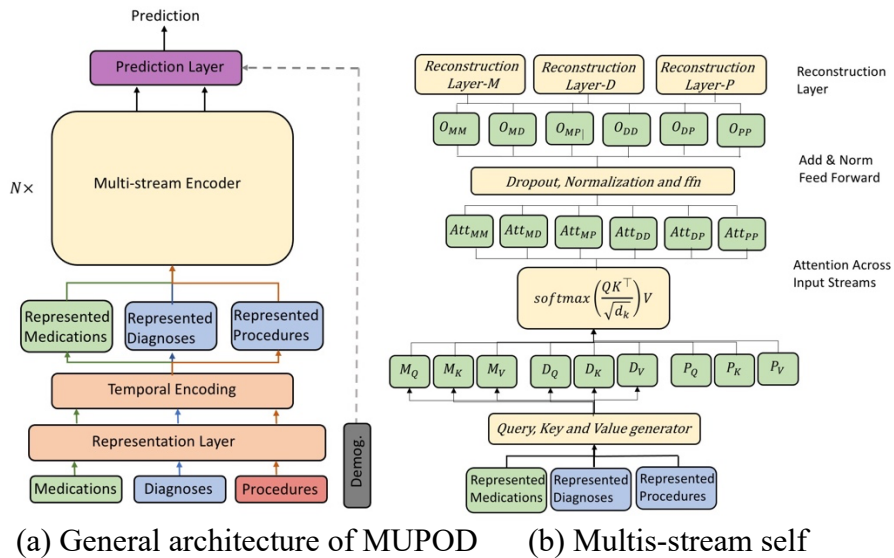 Prediction
Prediction Layer
N×
Multi-stream Encoder
Represented
Medications
Represented
Diagnoses
Represented
Procedures
Temporal Encoding
Representation Layer
Medications
Diagnoses
Procedures
Demog.
(a) General architecture of MUPOD
Reconstruction
Layer-M
Reconstruction
Layer-D
Reconstruction
Layer-P
Reconstruction
Layer
O_MM O_MD O_MP| O_DD O_DP O_PP
Add & Norm
Feed Forward
Dropout, Normalization and ffn
Att_MM Att_MD Att_MP Att_DD Att_DP Att_PP
Attention Across
Input Streams
softmax(QK^⊤/√d_k)V
M_Q M_K M_V D_Q D_K D_V P_Q P_K P_V
Query, Key and Value generator
Represented
Medications
Represented
Diagnoses
Represented
Procedures
(b) Multis-stream self